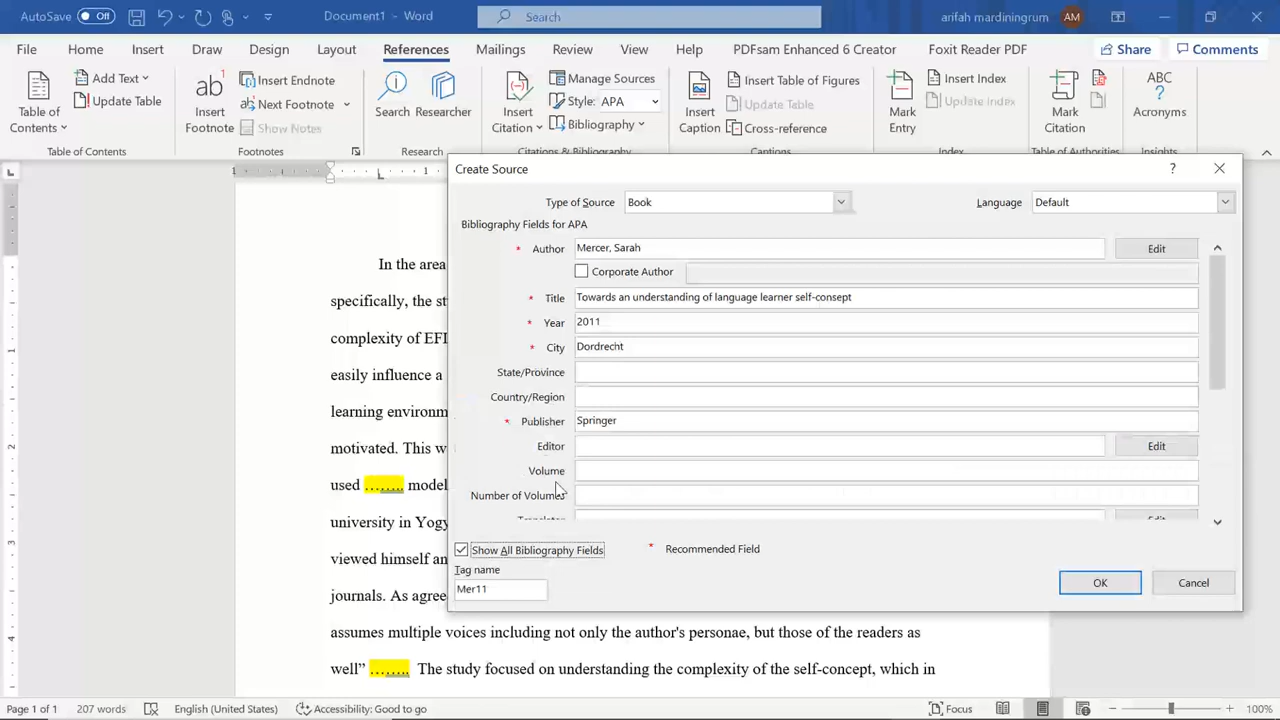 AutoSave Off Document1 - Word Search arifah mardiningrum AM
File Home Insert Draw Design Layout References Mailings Review View Help PDFsam Enhanced 6 Creator Foxit Reader PDF Share Comments
Table of Contents
Add Text
Update Table
Table of Contents
ab 1
Insert Footnote
Insert Endnote
Next Footnote
Show Notes
Footnotes
Search
Researcher
Research
Insert Citation
Manage Sources
Style: APA
Bibliography
Citations & Bibliography
Insert Caption
Insert Table of Figures
Update Table
Cross-reference
Captions
Mark Entry
Insert Index
Update Index
Index
Mark Citation
Table of Authorities
ABC
?
Acronyms
Insights
Create Source
Type of Source Book Language Default
Bibliography Fields for APA
* Author Mercer, Sarah Edit
Corporate Author
* Title Towards an understanding of language learner self-consept
* Year 2011
* City Dordrecht
State/Province
Country/Region
* Publisher Springer
Editor Edit
Volume
Number of Volumes
Translator Edit
Show All Bibliography Fields * Recommended Field
Tag name
Mer11
OK Cancel
In the area
specifically, the st
complexity of EFL
easily influence a
learning environm
motivated. This w
used …….. model
university in Yogy
viewed himself an
journals. As agree
assumes multiple voices including not only the author's personae, but those of the readers as
well” …….. The study focused on understanding the complexity of the self-concept, which in
Page 1 of 1 207 words English (United States) Accessibility: Good to go Focus 100%